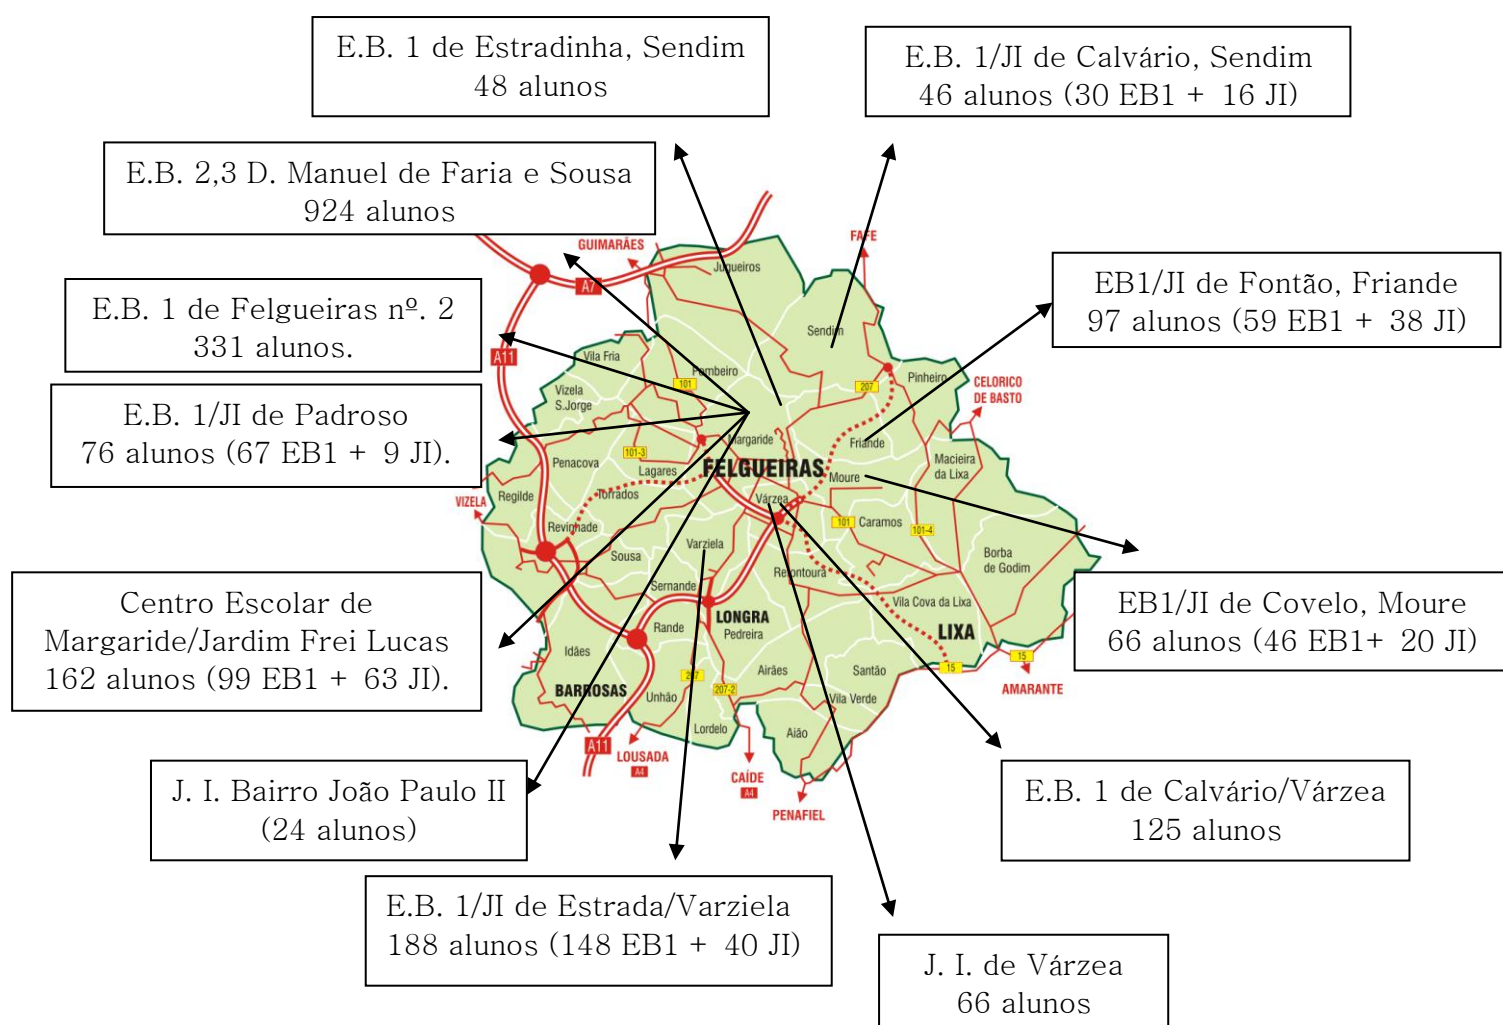 E.B. 1 de Estradinha, Sendim
48 alunos
E.B. 1/JI de Calvário, Sendim
46 alunos (30 EB1 + 16 JI)
E.B. 2,3 D. Manuel de Faria e Sousa
924 alunos
E.B. 1 de Felgueiras nº. 2
331 alunos.
EB1/JI de Fontão, Friande
97 alunos (59 EB1 + 38 JI)
E.B. 1/JI de Padroso
76 alunos (67 EB1 + 9 JI).
Centro Escolar de
Margaride/Jardim Frei Lucas
162 alunos (99 EB1 + 63 JI).
EB1/JI de Covelo, Moure
66 alunos (46 EB1+ 20 JI)
J. I. Bairro João Paulo II
(24 alunos)
E.B. 1 de Calvário/Várzea
125 alunos
E.B. 1/JI de Estrada/Varziela
188 alunos (148 EB1 + 40 JI)
J. I. de Várzea
66 alunos
GUIMARÃES
FAFE
Jugueiros
A7
Sendim
A11
Vila Fria
Pombeiro
101
207
Pinheiro
CELORICO
DE BASTO
Vizela
S.Jorge
Margaride
Friande
101-3
Macieira
da Lixa
Penacova
Lagares
FELGUEIRAS
Moure
Regilde
Torrados
Várzea
VIZELA
Revinhade
101
Caramos
101-4
Sousa
Varziela
Borba
de Godim
Refontoura
Sernande
Vila Cova da Lixa
LONGRA
Rande
Pedreira
LIXA
Idães
15
15
Airães
Santão
BARROSAS
Unhão
207
207-2
AMARANTE
Vila Verde
Lordelo
Aião
A11
LOUSADA
A4
CAÍDE
A4
PENAFIEL